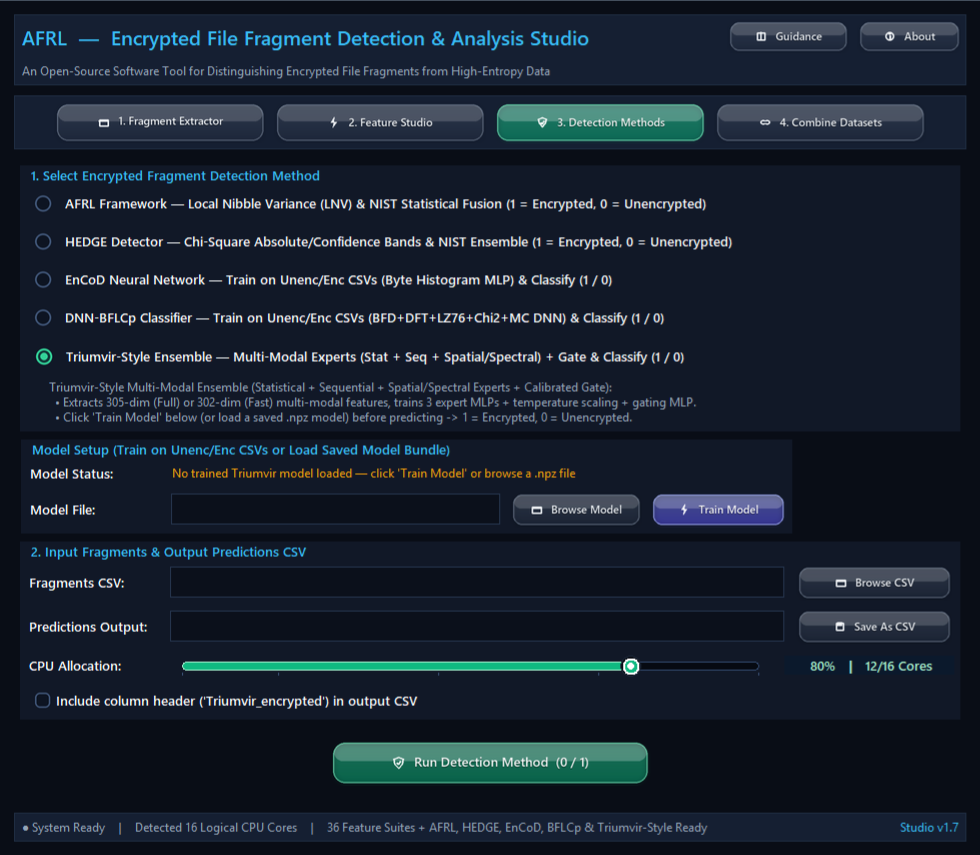 AFRL — Encrypted File Fragment Detection & Analysis Studio
Guidance
About
An Open-Source Software Tool for Distinguishing Encrypted File Fragments from High-Entropy Data
1. Fragment Extractor
2. Feature Studio
3. Detection Methods
4. Combine Datasets
1. Select Encrypted Fragment Detection Method
AFRL Framework — Local Nibble Variance (LNV) & NIST Statistical Fusion (1 = Encrypted, 0 = Unencrypted)
HEDGE Detector — Chi-Square Absolute/Confidence Bands & NIST Ensemble (1 = Encrypted, 0 = Unencrypted)
EnCoD Neural Network — Train on Unenc/Enc CSVs (Byte Histogram MLP) & Classify (1 / 0)
DNN-BFLCp Classifier — Train on Unenc/Enc CSVs (BFD+DFT+LZ76+Chi2+MC DNN) & Classify (1 / 0)
Triumvir-Style Ensemble — Multi-Modal Experts (Stat + Seq + Spatial/Spectral) + Gate & Classify (1 / 0)
Triumvir-Style Multi-Modal Ensemble (Statistical + Sequential + Spatial/Spectral Experts + Calibrated Gate):
• Extracts 305-dim (Full) or 302-dim (Fast) multi-modal features, trains 3 expert MLPs + temperature scaling + gating MLP.
• Click 'Train Model' below (or load a saved .npz model) before predicting -> 1 = Encrypted, 0 = Unencrypted.
Model Setup (Train on Unenc/Enc CSVs or Load Saved Model Bundle)
Model Status: No trained Triumvir model loaded — click 'Train Model' or browse a .npz file
Model File:
Browse Model
Train Model
2. Input Fragments & Output Predictions CSV
Fragments CSV:
Browse CSV
Predictions Output:
Save As CSV
CPU Allocation:
80% | 12/16 Cores
Include column header ('Triumvir_encrypted') in output CSV
Run Detection Method (0 / 1)
● System Ready | Detected 16 Logical CPU Cores | 36 Feature Suites + AFRL, HEDGE, EnCoD, BFLCp & Triumvir-Style Ready
Studio v1.7